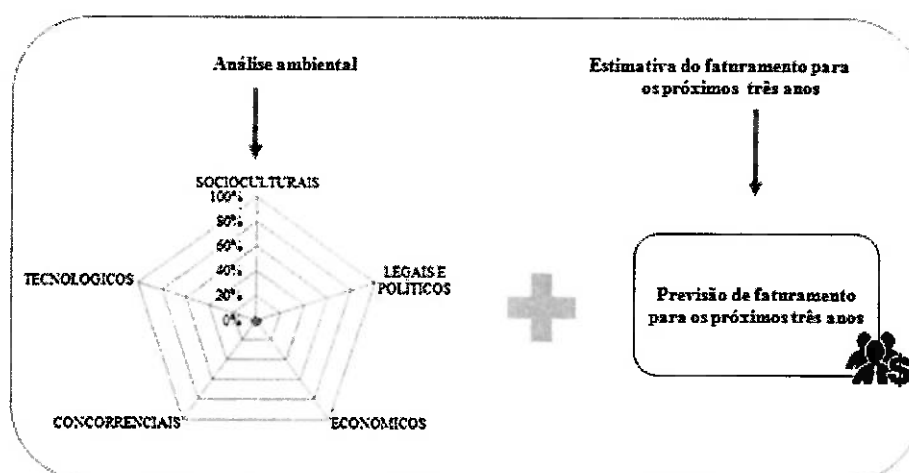 Análise ambiental
Estimativa do faturamento para
os próximos três anos
SOCIOCULTURAIS
100%
80%
60%
40%
20%
0%
TECNOLOGICOS
LEGAIS E
POLÍTICOS
CONCORRENCIAIS
ECONOMICOS
Previsão de faturamento
para os próximos três anos
$